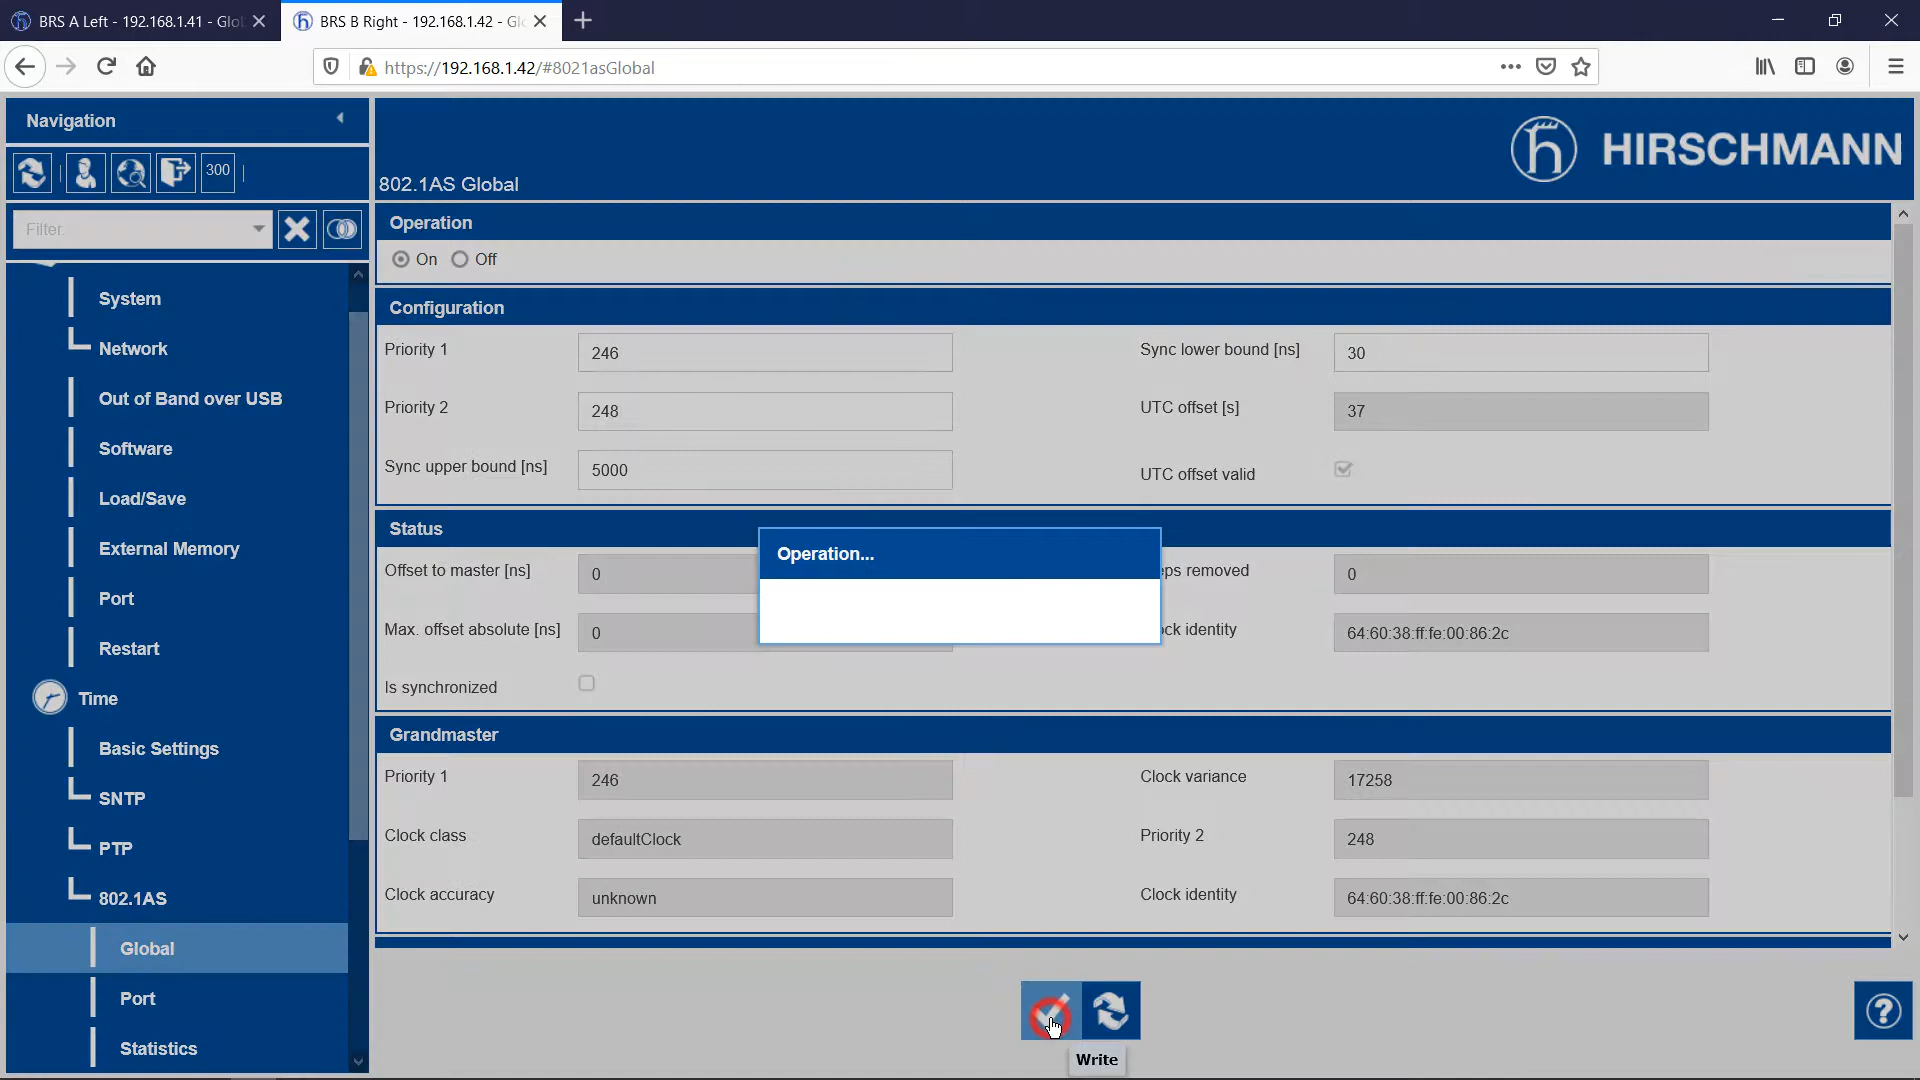 BRS A Left - 192.168.1.41 - Glo
BRS B Right - 192.168.1.42 - Gl
https://192.168.1.42/#8021asGlobal
Navigation
300
Filter
System
Network
Out of Band over USB
Software
Load/Save
External Memory
Port
Restart
Time
Basic Settings
SNTP
PTP
802.1AS
Global
Port
Statistics
HIRSCHMANN
802.1AS Global
Operation
On Off
Configuration
Priority 1 246 Sync lower bound [ns] 30
Priority 2 248 UTC offset [s] 37
Sync upper bound [ns] 5000 UTC offset valid
Status
Offset to master [ns] 0 eps removed 0
Max. offset absolute [ns] 0 ck identity 64:60:38:ff:fe:00:86:2c
Is synchronized
Operation...
Grandmaster
Priority 1 246 Clock variance 17258
Clock class defaultClock Priority 2 248
Clock accuracy unknown Clock identity 64:60:38:ff:fe:00:86:2c
Write